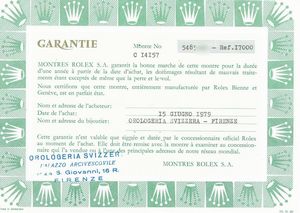 GARANTIE
Montre No 548 - Ref.17000
C 14157
MONTRES ROLEX S.A. garantit la bonne marche de cette montre pour la durée
d'une année à partir de la date d'achat, les dottimages résultant de mauvais traite-
ments étant exceptés de même que la perte et le vol.
Nous certifions que cette montre, entièrement manufacturée par Rolex Bienne et
Genève, est en parfait état.
Nom et adresse de l'acheteur:
Date de l'achat: 15 GIUGNO 1979
Nom et adresse du bijoutier: OROLOGERIA SVIZZERA - FIRENZE
Cette garantie n'est valable que signée et datée par le concessionnaire officiel Rolex
au moment de l'achat. Elle doit être remise avec la montre à examiner au concession-
naire qui l'a vendue ou à l'une des principales adresses de notre réseau mondial.
MONTRES ROLEX S.A.
OROLOGERIA SVIZZER
PALAZZO ARCIVESCOVILE
S. Giovanni, 16 R.
FIRENZE